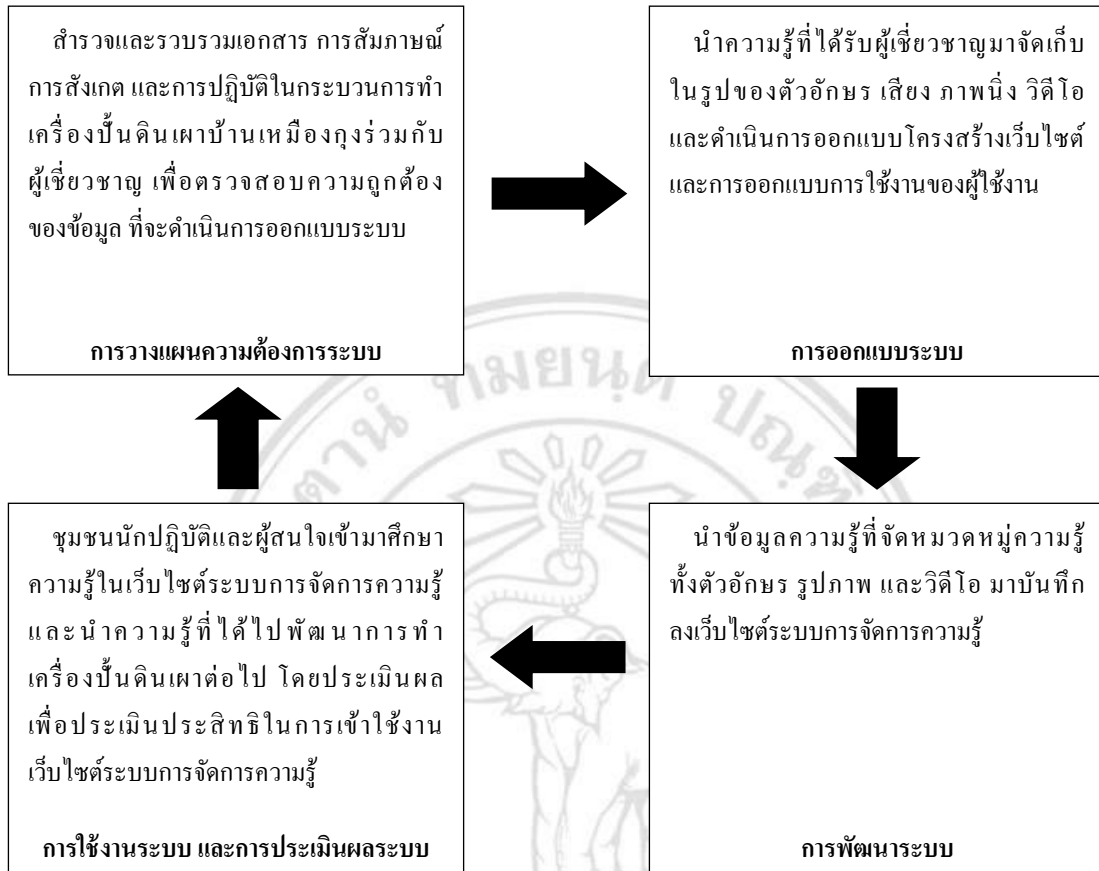 สำรวจและรวบรวมเอกสาร การสัมภาษณ์
การสังเกต และการปฏิบัติในกระบวนการทำ
เครื่องปั้นดินเผาบ้านเหมืองกุงร่วมกับ
ผู้เชี่ยวชาญ เพื่อตรวจสอบความถูกต้อง
ของข้อมูล ที่จะดำเนินการออกแบบระบบ
การวางแผนความต้องการระบบ
นำความรู้ที่ได้รับผู้เชี่ยวชาญมาจัดเก็บ
ในรูปของตัวอักษร เสียง ภาพนิ่ง วิดีโอ
และดำเนินการออกแบบโครงสร้างเว็บไซต์
และการออกแบบการใช้งานของผู้ใช้งาน
การออกแบบระบบ
ตานํ ทมยนฺติ ปณฺฑิ
ชุมชนนักปฏิบัติและผู้สนใจเข้ามาศึกษา
ความรู้ในเว็บไซต์ระบบการจัดการความรู้
และนำความรู้ที่ได้ไปพัฒนาการทำ
เครื่องปั้นดินเผาต่อไป โดยประเมินผล
เพื่อประเมินประสิทธิในการเข้าใช้งาน
เว็บไซต์ระบบการจัดการความรู้
การใช้งานระบบ และการประเมินผลระบบ
นำข้อมูลความรู้ที่จัดหมวดหมู่ความรู้
ทั้งตัวอักษร รูปภาพ และวิดีโอ มาบันทึก
ลงเว็บไซต์ระบบการจัดการความรู้
การพัฒนาระบบ